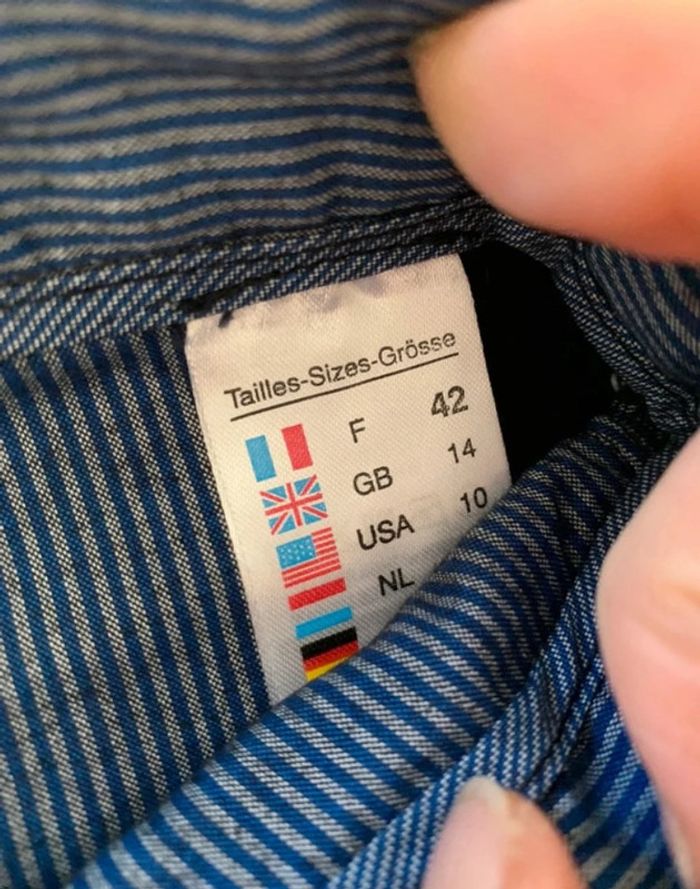 Tailles-Sizes-Grösse
F 42
GB 14
USA 10
NL